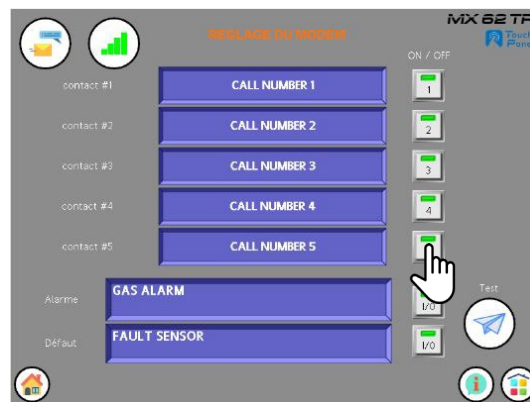 REGLAGE DU MODEM
MX 62 TP
Touch
Panel
ON / OFF
contact #1 CALL NUMBER 1 1
contact #2 CALL NUMBER 2 2
contact #3 CALL NUMBER 3 3
contact #4 CALL NUMBER 4 4
contact #5 CALL NUMBER 5
Alarme GAS ALARM I/O
Test
Défaut FAULT SENSOR I/O
i